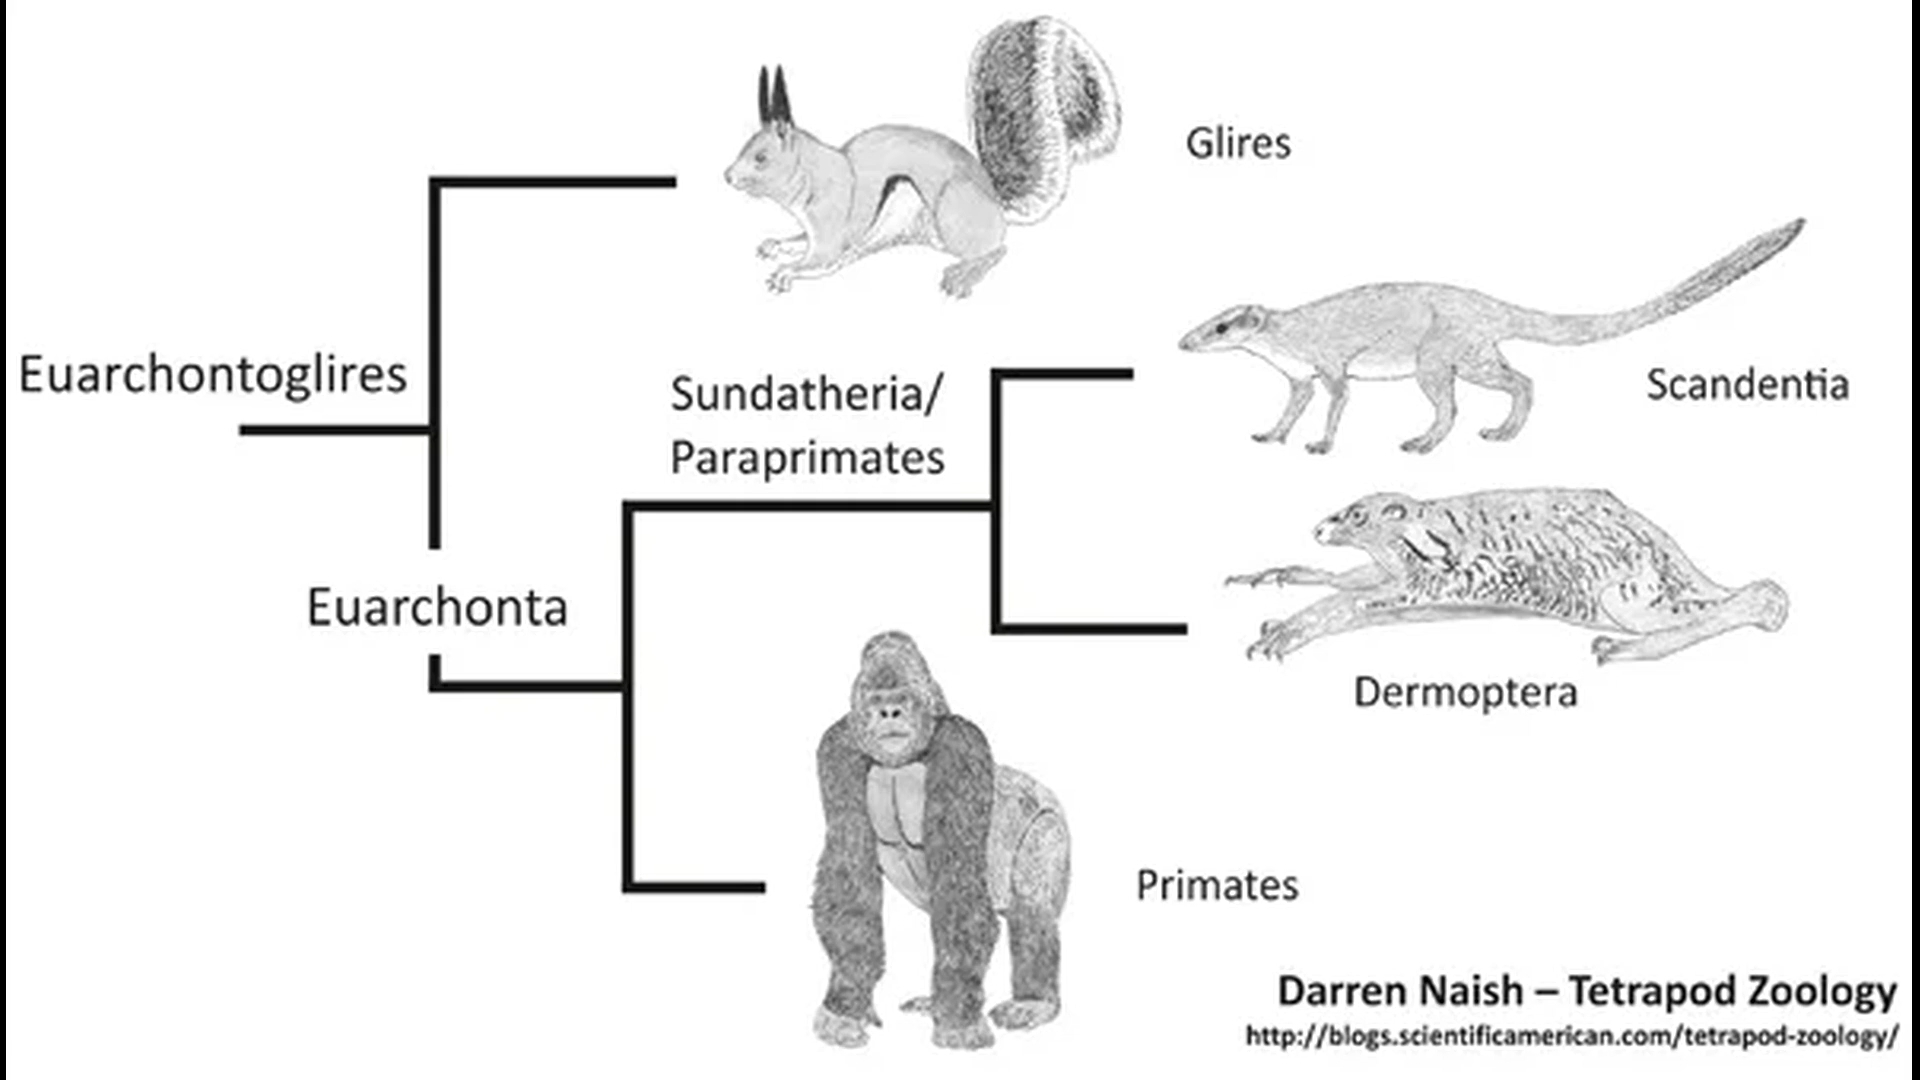 Glires
Euarchontoglires
Sundatheria/
Paraprimates
Scandentia
Euarchonta
Dermoptera
Primates
Darren Naish – Tetrapod Zoology
http://blogs.scientificamerican.com/tetrapod-zoology/